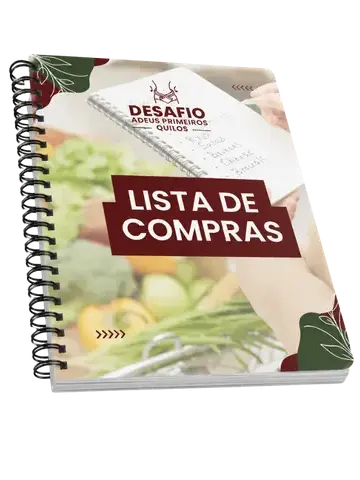 DESAFIO
ADEUS PRIMEIROS
QUILOS
LISTA DE
COMPRAS